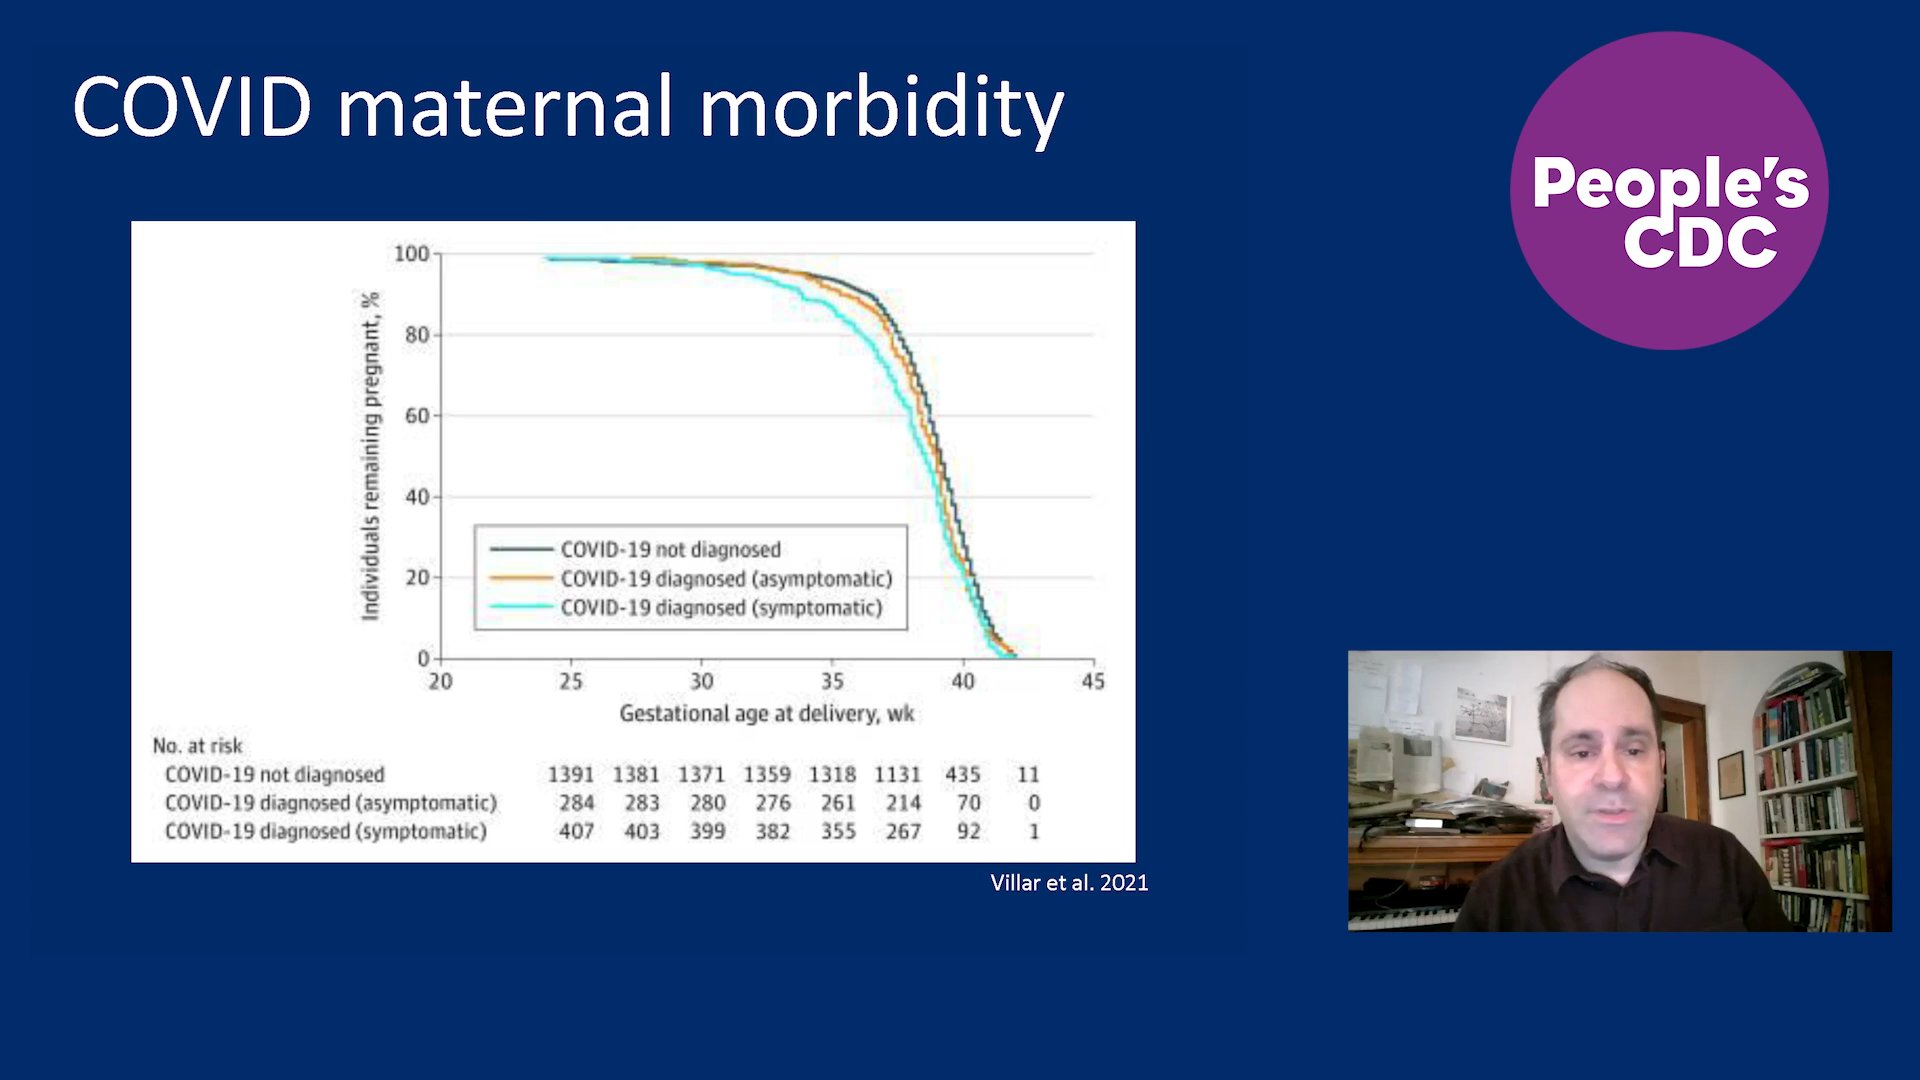 COVID maternal morbidity
People's
CDC
100
80
60
40
20
0
Individuals remaining pregnant, %
COVID-19 not diagnosed
COVID-19 diagnosed (asymptomatic)
COVID-19 diagnosed (symptomatic)
20 25 30 35 40 45
Gestational age at delivery, wk
No. at risk
COVID-19 not diagnosed 1391 1381 1371 1359 1318 1131 435 11
COVID-19 diagnosed (asymptomatic) 284 283 280 276 261 214 70 0
COVID-19 diagnosed (symptomatic) 407 403 399 382 355 267 92 1
Villar et al. 2021